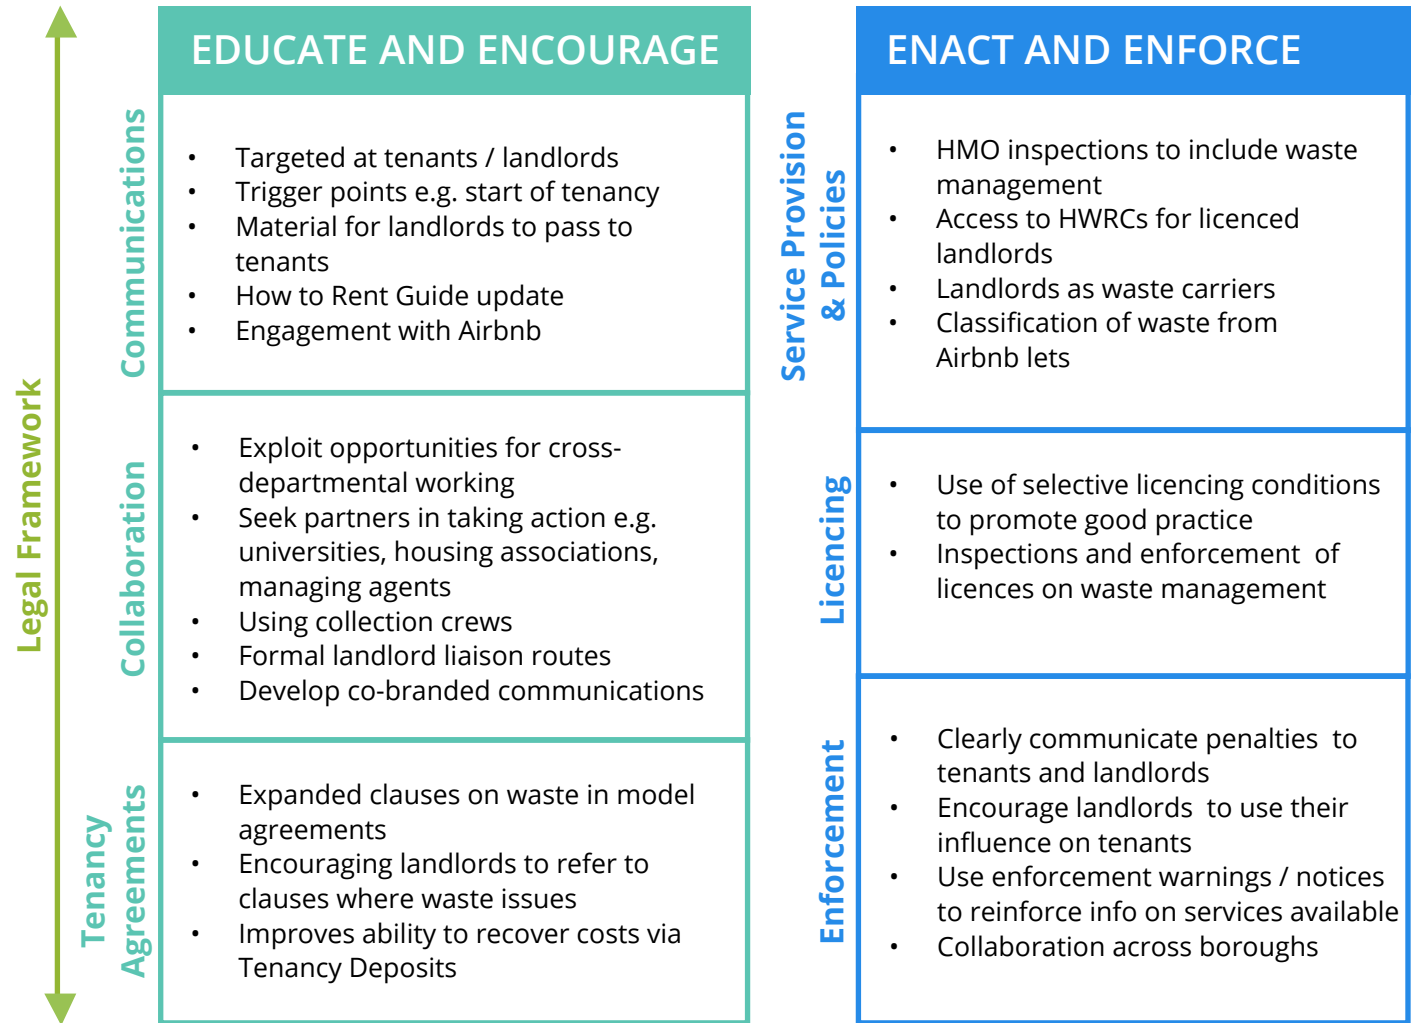 Legal Framework
EDUCATE AND ENCOURAGE
Communications
• Targeted at tenants / landlords
• Trigger points e.g. start of tenancy
• Material for landlords to pass to
tenants
• How to Rent Guide update
• Engagement with Airbnb
Collaboration
• Exploit opportunities for cross-
departmental working
• Seek partners in taking action e.g.
universities, housing associations,
managing agents
• Using collection crews
• Formal landlord liaison routes
• Develop co-branded communications
Tenancy
Agreements
• Expanded clauses on waste in model
agreements
• Encouraging landlords to refer to
clauses where waste issues
• Improves ability to recover costs via
Tenancy Deposits
ENACT AND ENFORCE
Service Provision
& Policies
• HMO inspections to include waste
management
• Access to HWRCs for licenced
landlords
• Landlords as waste carriers
• Classification of waste from
Airbnb lets
Licencing
• Use of selective licencing conditions
to promote good practice
• Inspections and enforcement of
licences on waste management
Enforcement
• Clearly communicate penalties to
tenants and landlords
• Encourage landlords to use their
influence on tenants
• Use enforcement warnings / notices
to reinforce info on services available
• Collaboration across boroughs